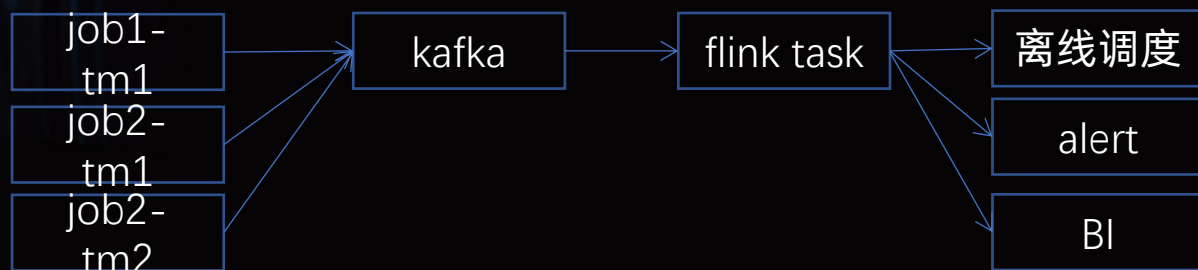 job1-
tm1
job2-
tm1
job2-
tm2
kafka
flink task
离线调度
alert
BI